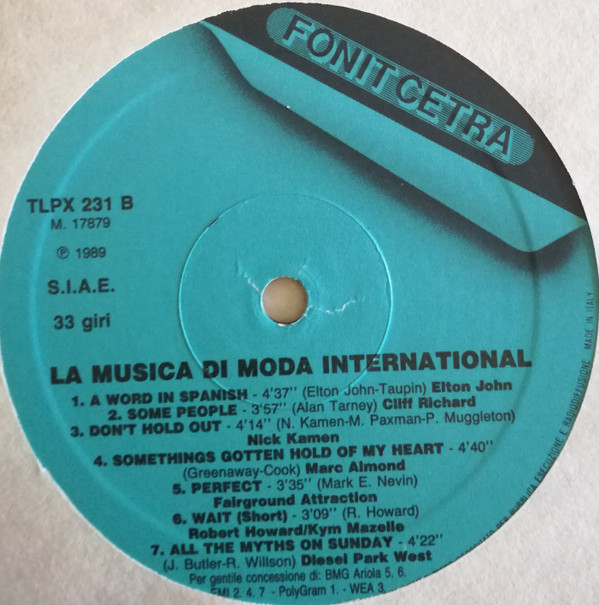 FONIT CETRA
TLPX 231 B
M. 17879
Ⓟ 1989
S.I.A.E.
33 giri
LA MUSICA DI MODA INTERNATIONAL
1. A WORD IN SPANISH - 4'37" (Elton John-Taupin) Elton John
2. SOME PEOPLE - 3'57" (Alan Tarney) Cliff Richard
3. DON'T HOLD OUT - 4'14" (N. Kamen-M. Paxman-P. Muggleton)
Nick Kamen
4. SOMETHINGS GOTTEN HOLD OF MY HEART - 4'40"
(Greenaway-Cook) Marc Almond
5. PERFECT - 3'35" (Mark E. Nevin)
Fairground Attraction
6. WAIT (Short) - 3'09" (R. Howard)
Robert Howard/Kym Mazelle
7. ALL THE MYTHS ON SUNDAY - 4'22"
(J. Butler-R. Willson) Diesel Park West
Per gentile concessione di: BMG Ariola 5. 6.
EMI 2. 4. 7 - PolyGram 1. - WEA 3.
PUBBLICA ESECUZIONE E RADIODIFFUSIONE. MADE IN ITALY